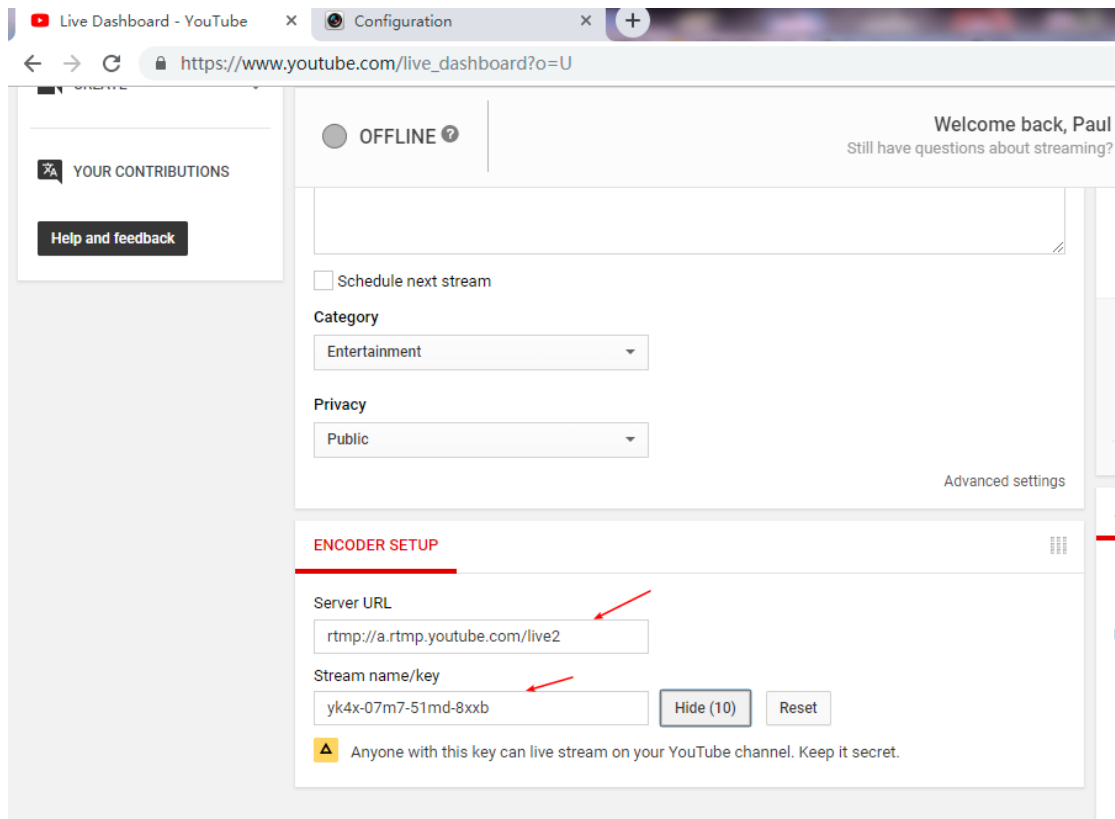 Live Dashboard - YouTube
Configuration
https://www.youtube.com/live_dashboard?o=U
CREATE
YOUR CONTRIBUTIONS
Help and feedback
OFFLINE
Welcome back, Paul
Still have questions about streaming?
Schedule next stream
Category
Entertainment
Privacy
Public
Advanced settings
ENCODER SETUP
Server URL
rtmp://a.rtmp.youtube.com/live2
Stream name/key
yk4x-07m7-51md-8xxb
Hide (10)
Reset
Anyone with this key can live stream on your YouTube channel. Keep it secret.